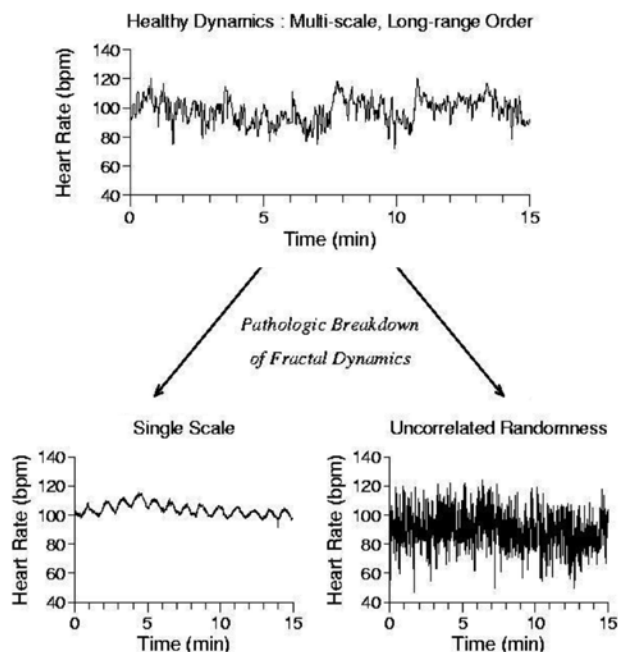 Healthy Dynamics : Multi-scale, Long-range Order
140
120
100
80
60
40
Heart Rate (bpm)
0 5 10 15
Time (min)
Pathologic Breakdown
of Fractal Dynamics
Single Scale
140
120
100
80
60
40
Heart Rate (bpm)
0 5 10 15
Time (min)
Uncorrelated Randomness
140
120
100
80
60
40
Heart Rate (bpm)
0 5 10 15
Time (min)